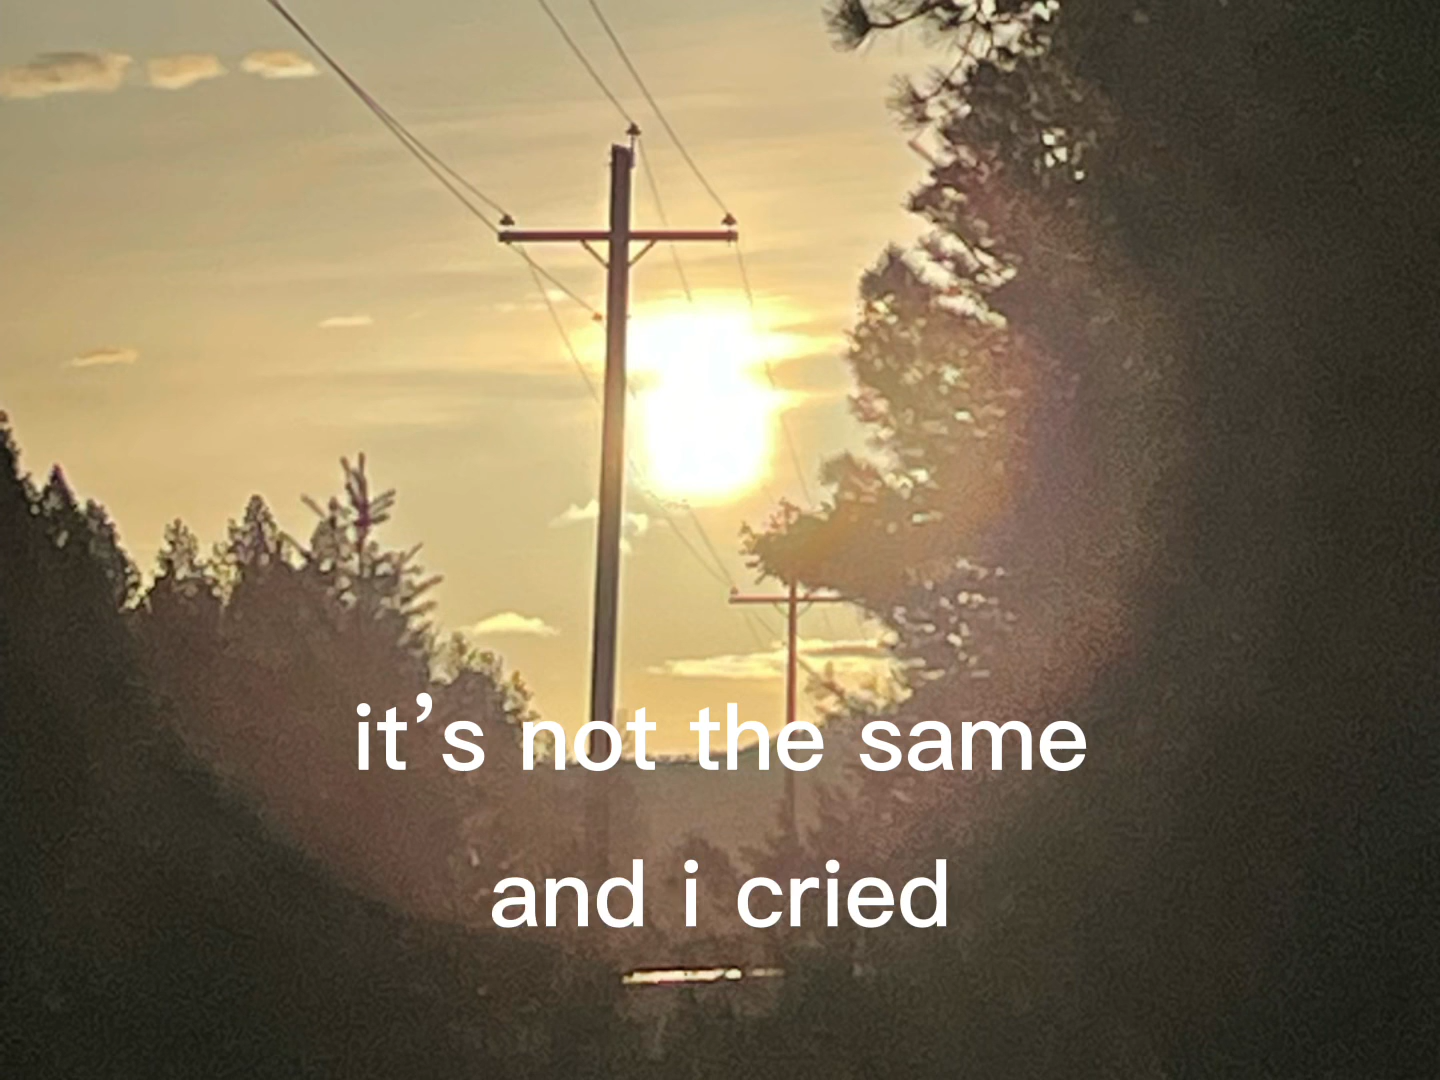 it’s not the same
and i cried